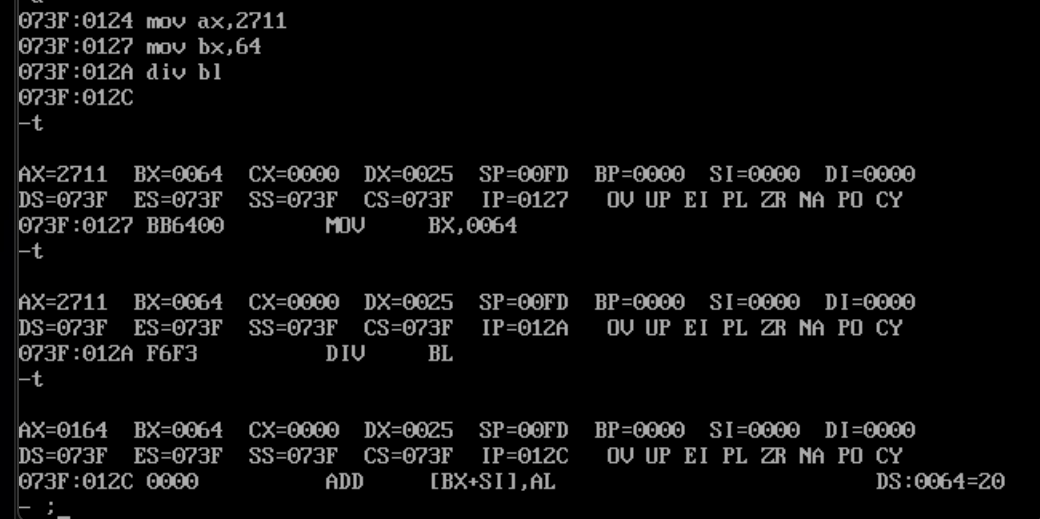 073F:0124 mov ax,2711
073F:0127 mov bx,64
073F:012A div bl
073F:012C
-t
AX=2711  BX=0064  CX=0000  DX=0025  SP=00FD  BP=0000  SI=0000  DI=0000
DS=073F  ES=073F  SS=073F  CS=073F  IP=0127   OV UP EI PL ZR NA PO CY
073F:0127 BB6400        MOV     BX,0064
-t
AX=2711  BX=0064  CX=0000  DX=0025  SP=00FD  BP=0000  SI=0000  DI=0000
DS=073F  ES=073F  SS=073F  CS=073F  IP=012A   OV UP EI PL ZR NA PO CY
073F:012A F6F3          DIV     BL
-t
AX=0164  BX=0064  CX=0000  DX=0025  SP=00FD  BP=0000  SI=0000  DI=0000
DS=073F  ES=073F  SS=073F  CS=073F  IP=012C   OV UP EI PL ZR NA PO CY
073F:012C 0000          ADD     [BX+SI],AL                         DS:0064=20
- ;_